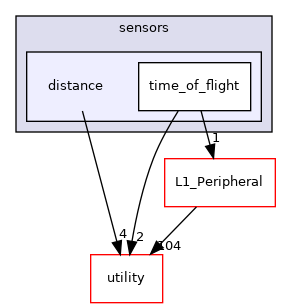 sensors
distance
time_of_flight
1
L1_Peripheral
4
2
104
utility